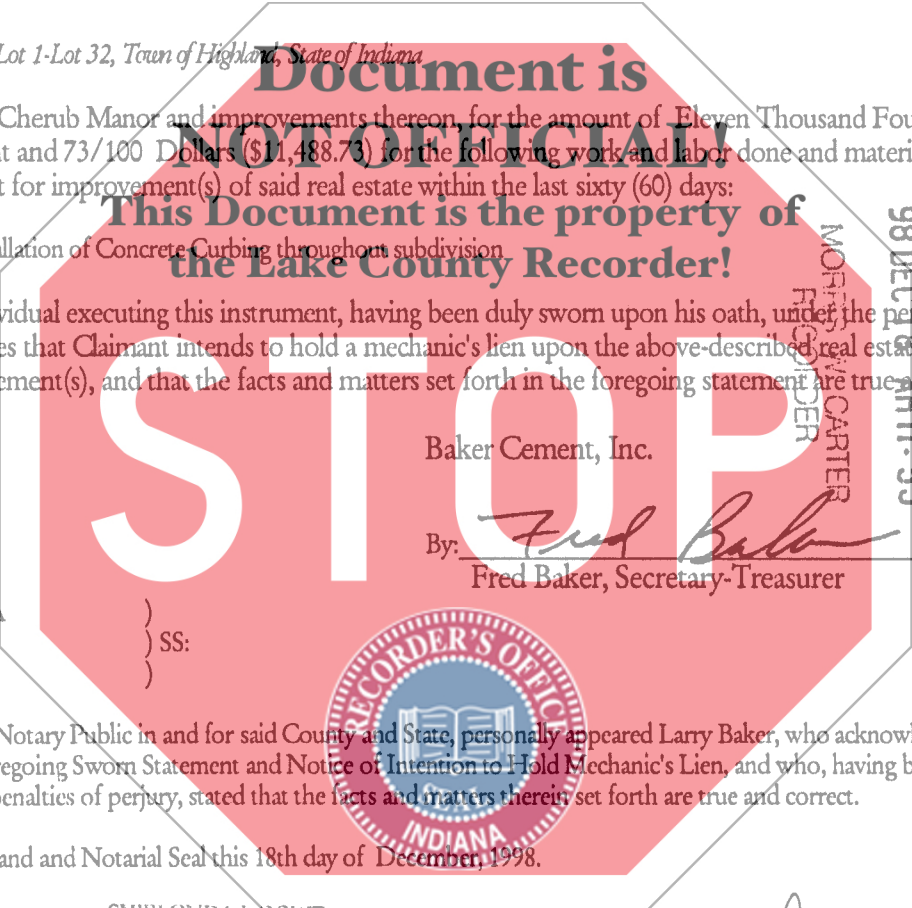 Lot 1-Lot 32, Town of Highland, State of Indiana
Document is
Cherub Manor and improvements thereon, for the amount of Eleven Thousand Fou
t and 73/100 Dollars ($11,488.73) for the following work and labor done and materi
NOT OFFICIAL!
t for improvement(s) of said real estate within the last sixty (60) days:
This Document is the property of
llation of Concrete Curbing throughout subdivision
the Lake County Recorder!
vidual executing this instrument, having been duly sworn upon his oath, under the pe
es that Claimant intends to hold a mechanic's lien upon the above-described real esta
ement(s), and that the facts and matters set forth in the foregoing statement are true a
STOP
MORRIS W. CARTER
RECORDER
98 DEC
Baker Cement, Inc.
By: Fred Baker
Fred Baker, Secretary-Treasurer
)
) SS:
)
RECORDER'S OFFICE
SEAL
INDIANA
Notary Public in and for said County and State, personally appeared Larry Baker, who acknowl
regoing Sworn Statement and Notice of Intention to Hold Mechanic's Lien, and who, having b
enalties of perjury, stated that the facts and matters therein set forth are true and correct.
and and Notarial Seal this 18th day of December, 1998.